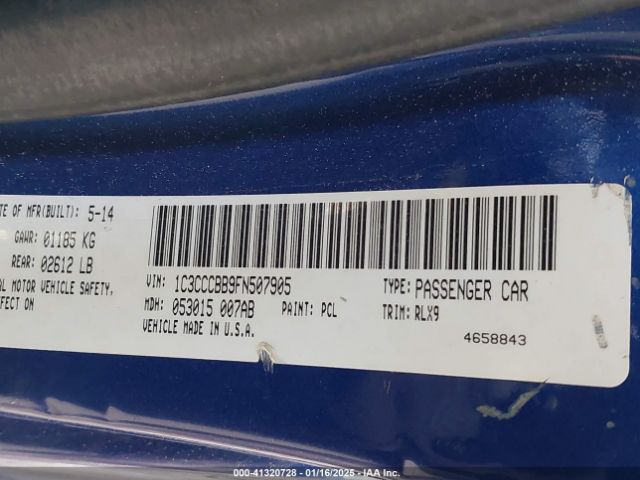 TE OF MFR(BUILT): 5-14
GAWR: 01185 KG
REAR: 02612 LB
AL MOTOR VEHICLE SAFETY,
FFECT ON
VIN: 1C3CCCBB9FN507905
TYPE: PASSENGER CAR
MDH: 053015 007AB
PAINT: PCL
TRIM: RLX9
VEHICLE MADE IN U.S.A.
4658843
000-41320728 - 01/16/2025 - IAA Inc.